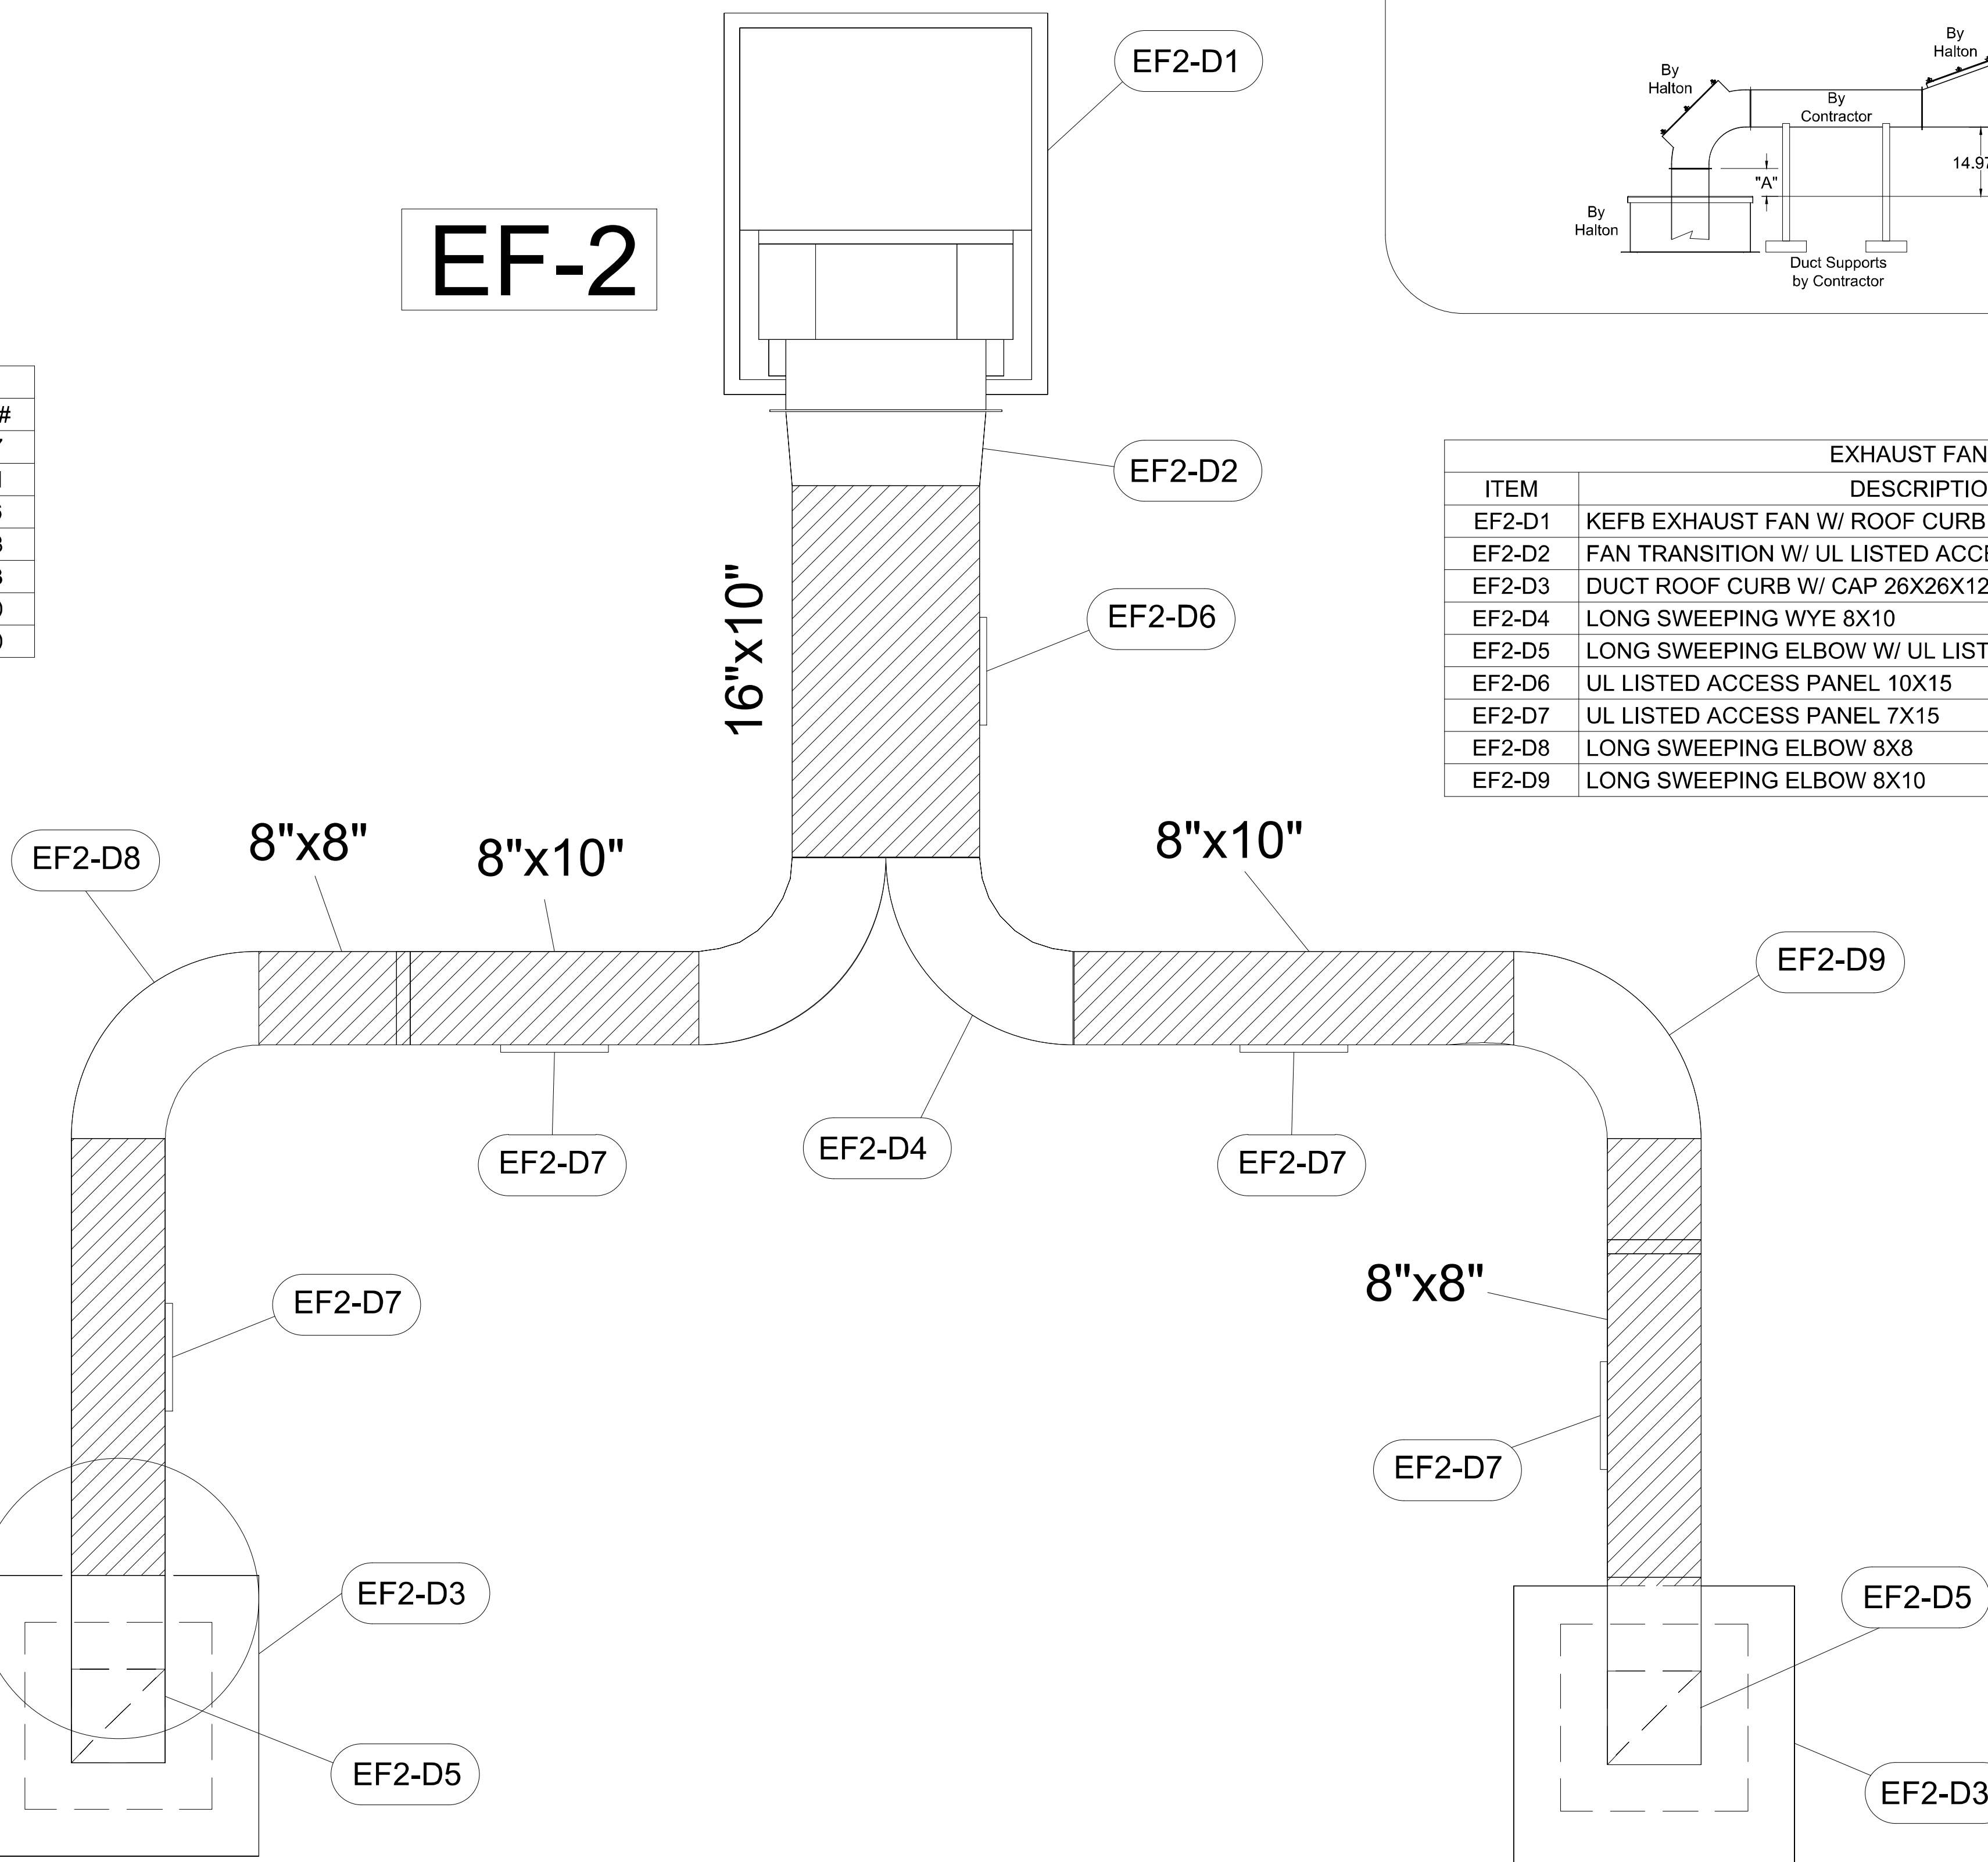 EF2-D1
By
Halton
By
Halton
By
Contractor
"A"
By
Halton
Duct Supports
by Contractor
EF-2
#
EF2-D2
EXHAUST FAN
ITEM
EF2-D1 KEFB EXHAUST FAN W/ ROOF CURB
EF2-D2 FAN TRANSITION W/ UL LISTED
EF2-D3 DUCT ROOF CURB W/ CAP 26X26X12
EF2-D4 LONG SWEEPING WYE 8X10
EF2-D5 LONG SWEEPING ELBOW W/ UL
EF2-D6 UL LISTED ACCESS PANEL 10X15
EF2-D7 UL LISTED ACCESS PANEL 7X15
EF2-D8 LONG SWEEPING ELBOW 8X8
EF2-D9 LONG SWEEPING ELBOW 8X10
16"x10"
EF2-D6
EF2-D8
8"x8"
8"x10"
8"x10"
EF2-D9
EF2-D7
EF2-D4
EF2-D7
EF2-D7
8"x8"
EF2-D7
EF2-D3
EF2-D5
EF2-D5
EF2-D3